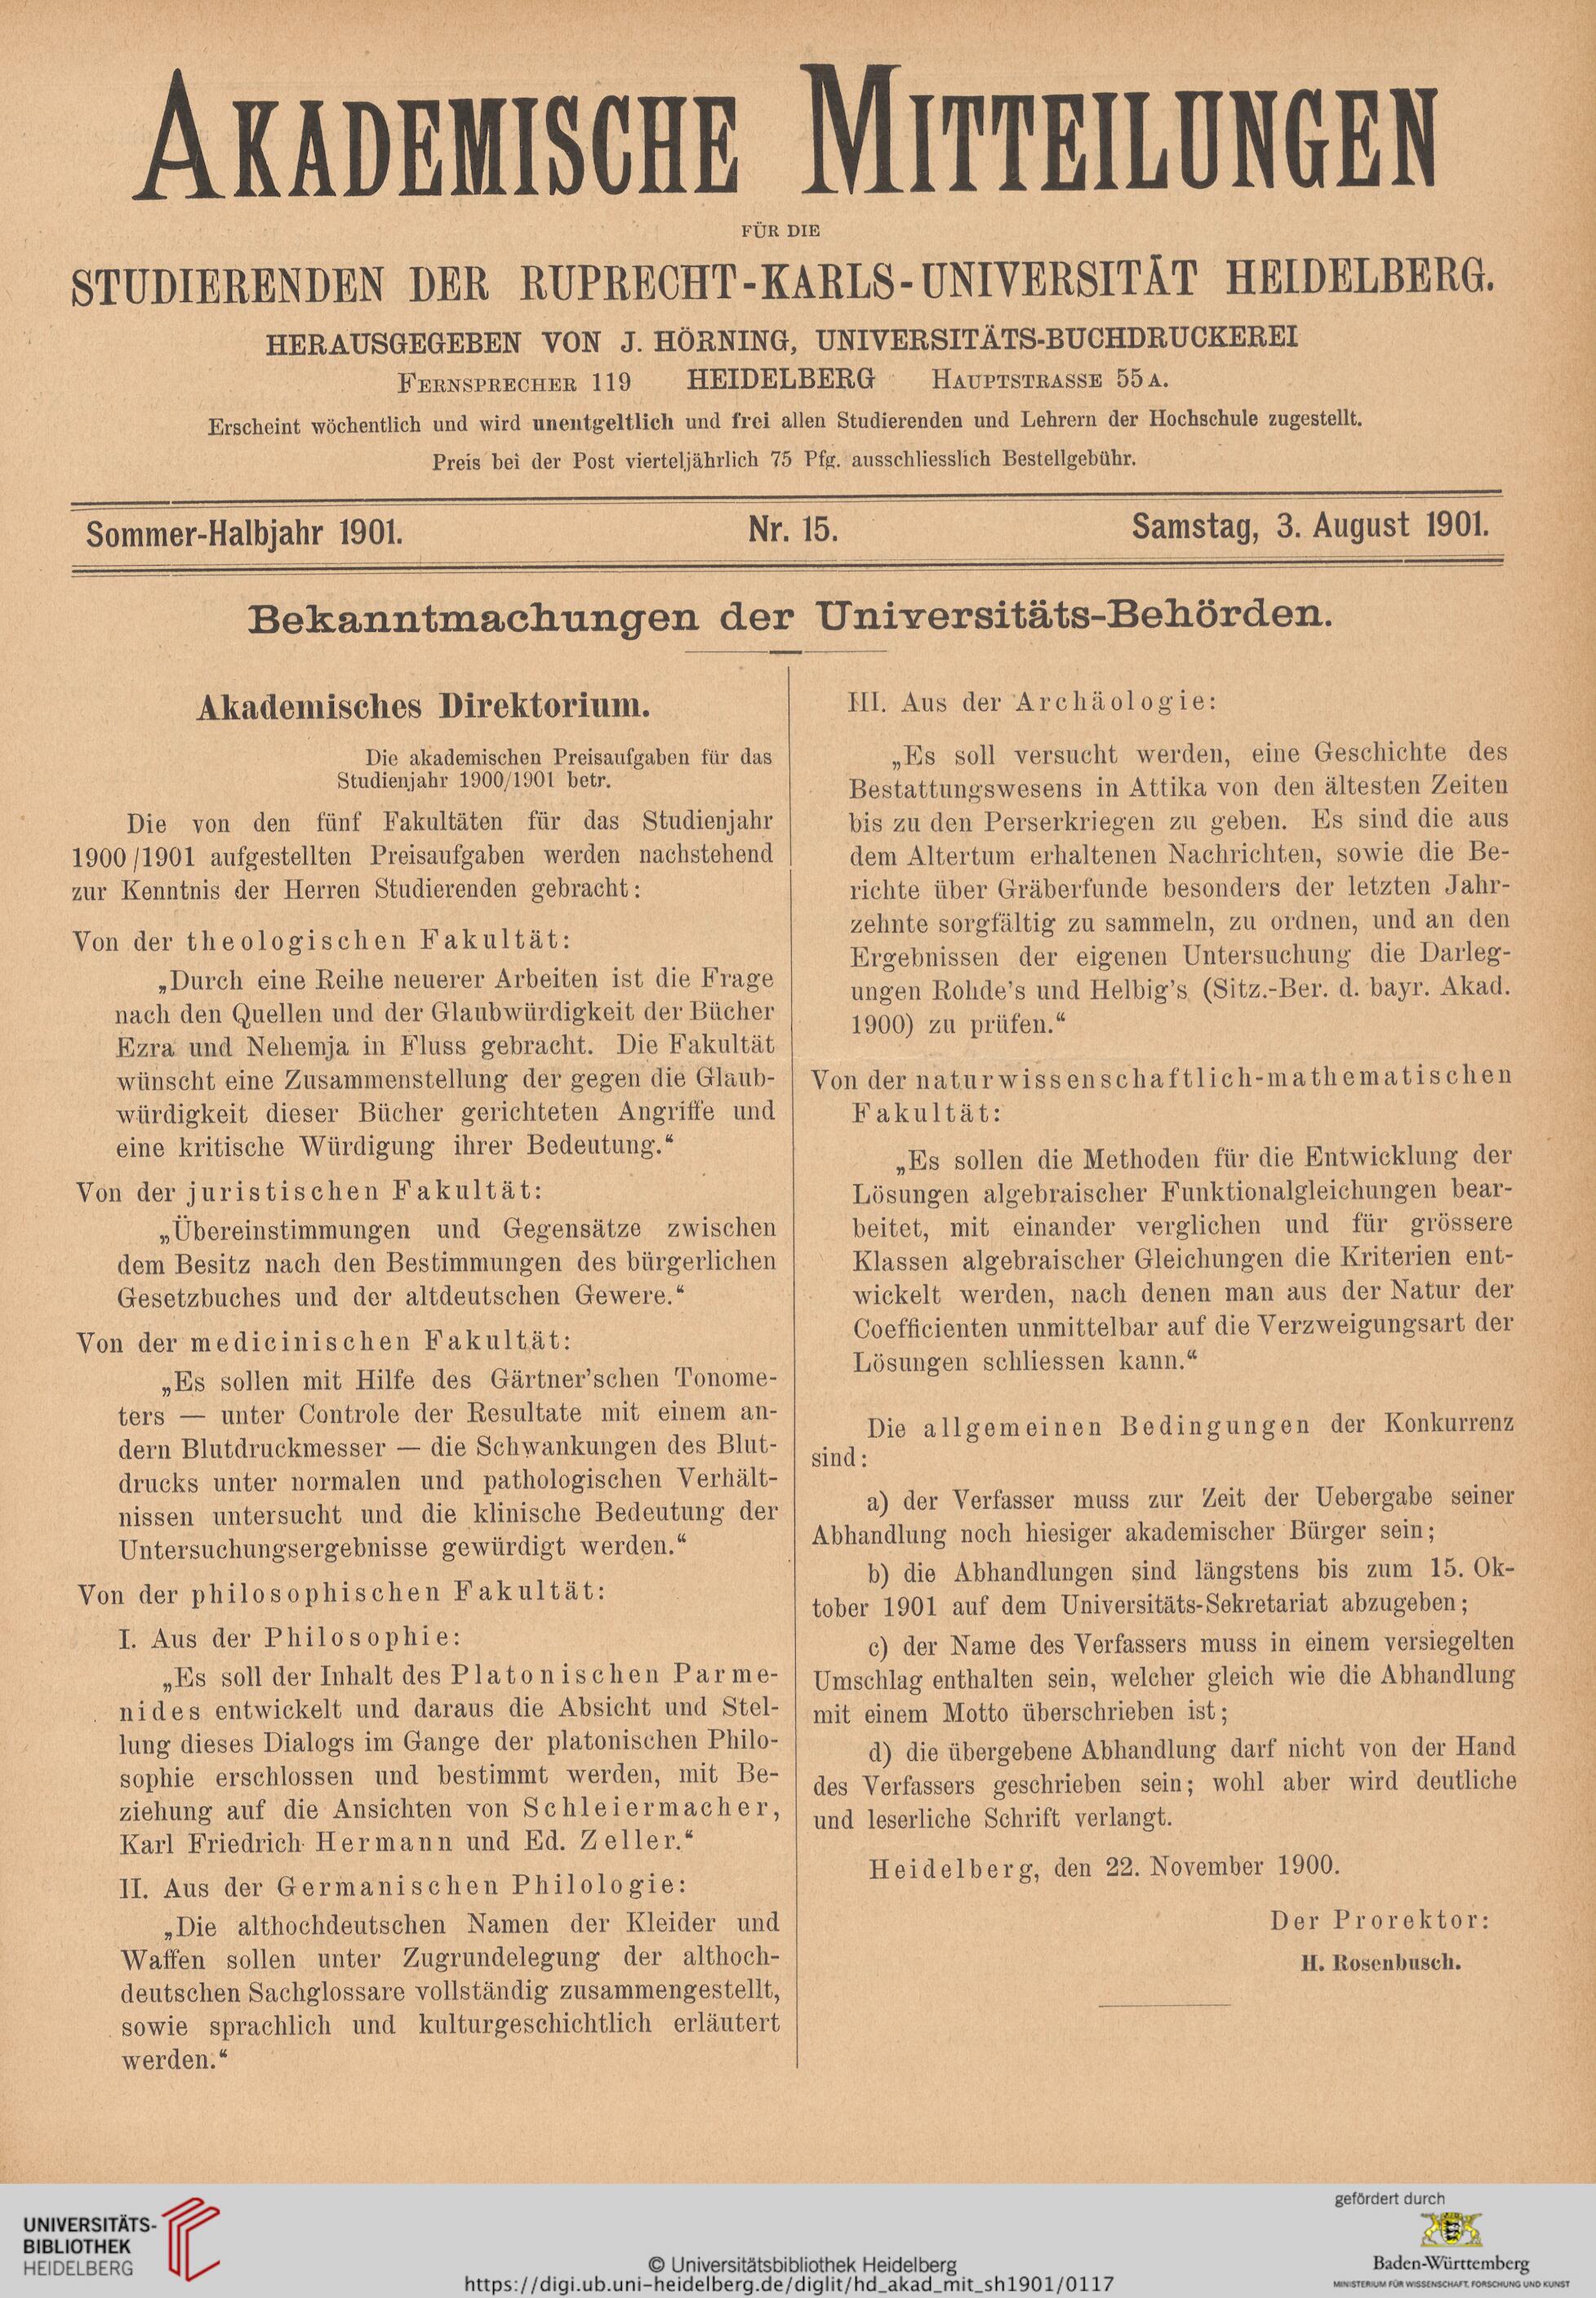 AKADEMISCHE MITTEILUNGEN
FÜR DIE
STUDIERENDEN DER RUPRECHT-KARLS-UNIVERSITÄT HEIDELBERG.
HERAUSGEGEBEN VON J. HÖRNING, UNIVERSITÄTS-BUCHDRUCKEREI
FERNSPRECHER 119 HEIDELBERG HAUPTSTRASSE 55 A.
Erscheint wöchentlich und wird unentgeltlich und frei allen Studierenden und Lehrern der Hochschule zugestellt.
Preis bei der Post vierteljährlich 75 Pfg. ausschliesslich Bestellgebühr.
Sommer-Halbjahr 1901. Nr. 15. Samstag, 3. August 1901.
Bekanntmachungen der Universitäts-Behörden.
Akademisches Direktorium.
Die akademischen Preisaufgaben für das
Studienjahr 1900/1901 betr.
Die von den fünf Fakultäten für das Studienjahr
1900/1901 aufgestellten Preisaufgaben werden nachstehend
zur Kenntnis der Herren Studierenden gebracht:
Von der theologischen Fakultät:
„Durch eine Reihe neuerer Arbeiten ist die Frage
nach den Quellen und der Glaubwürdigkeit der Bücher
Ezra und Nehemja in Fluss gebracht. Die Fakultät
wünscht eine Zusammenstellung der gegen die Glaub-
würdigkeit dieser Bücher gerichteten Angriffe und
eine kritische Würdigung ihrer Bedeutung.“
Von der juristischen Fakultät:
„Übereinstimmungen und Gegensätze zwischen
dem Besitz nach den Bestimmungen des bürgerlichen
Gesetzbuches und der altdeutschen Gewere.“
Von der medicinischen Fakultät:
„Es sollen mit Hilfe des Gärtner’schen Tonome-
ters — unter Controle der Resultate mit einem an-
dern Blutdruckmesser — die Schwankungen des Blut-
drucks unter normalen und pathologischen Verhält-
nissen untersucht und die klinische Bedeutung der
Untersuchungsergebnisse gewürdigt werden.“
Von der philosophischen Fakultät:
I. Aus der Philosophie:
„Es soll der Inhalt des Platonischen Parme-
nides entwickelt und daraus die Absicht und Stel-
lung dieses Dialogs im Gange der platonischen Philo-
sophie erschlossen und bestimmt werden, mit Be-
ziehung auf die Ansichten von Schleiermacher,
Karl Friedrich Hermann und Ed. Zeller.“
II. Aus der Germanischen Philologie:
„Die althochdeutschen Namen der Kleider und
Waffen sollen unter Zugrundelegung der althoch-
deutschen Sachglossare vollständig zusammengestellt,
sowie sprachlich und kulturgeschichtlich erläutert
werden.“
III. Aus der Archäologie:
„Es soll versucht werden, eine Geschichte des
Bestattungswesens in Attika von den ältesten Zeiten
bis zu den Perserkriegen zu geben. Es sind die aus
dem Altertum erhaltenen Nachrichten, sowie die Be-
richte über Gräberfunde besonders der letzten Jahr-
zehnte sorgfältig zu sammeln, zu ordnen, und an den
Ergebnissen der eigenen Untersuchung die Darleg-
ungen Rohde’s und Helbig’s (Sitz.-Ber. d. bayr. Akad.
1900) zu prüfen.“
Von der naturwissenschaftlich-mathematischen
Fakultät:
„Es sollen die Methoden für die Entwicklung der
Lösungen algebraischer Funktionalgleichungen bear-
beitet, mit einander verglichen und für grössere
Klassen algebraischer Gleichungen die Kriterien ent-
wickelt werden, nach denen man aus der Natur der
Coefficienten unmittelbar auf die Verzweigungsart der
Lösungen schliessen kann.“
Die allgemeinen Bedingungen der Konkurrenz
sind:
a) der Verfasser muss zur Zeit der Uebergabe seiner
Abhandlung noch hiesiger akademischer Bürger sein;
b) die Abhandlungen sind längstens bis zum 15. Ok-
tober 1901 auf dem Universitäts-Sekretariat abzugeben;
c) der Name des Verfassers muss in einem versiegelten
Umschlag enthalten sein, welcher gleich wie die Abhandlung
mit einem Motto überschrieben ist;
d) die übergebene Abhandlung darf nicht von der Hand
des Verfassers geschrieben sein; wohl aber wird deutliche
und leserliche Schrift verlangt.
Heidelberg, den 22. November 1900.
Der Prorektor:
H. Rosenbusch.
UNIVERSITÄTS-
BIBLIOTHEK
HEIDELBERG
© Universitätsbibliothek Heidelberg
https://digi.ub.uni-heidelberg.de/diglit/hd_akad_mit_sh1901/0117
gefördert durch
Baden-Württemberg
MINISTERIUM FÜR WISSENSCHAFT, FORSCHUNG UND KUNST